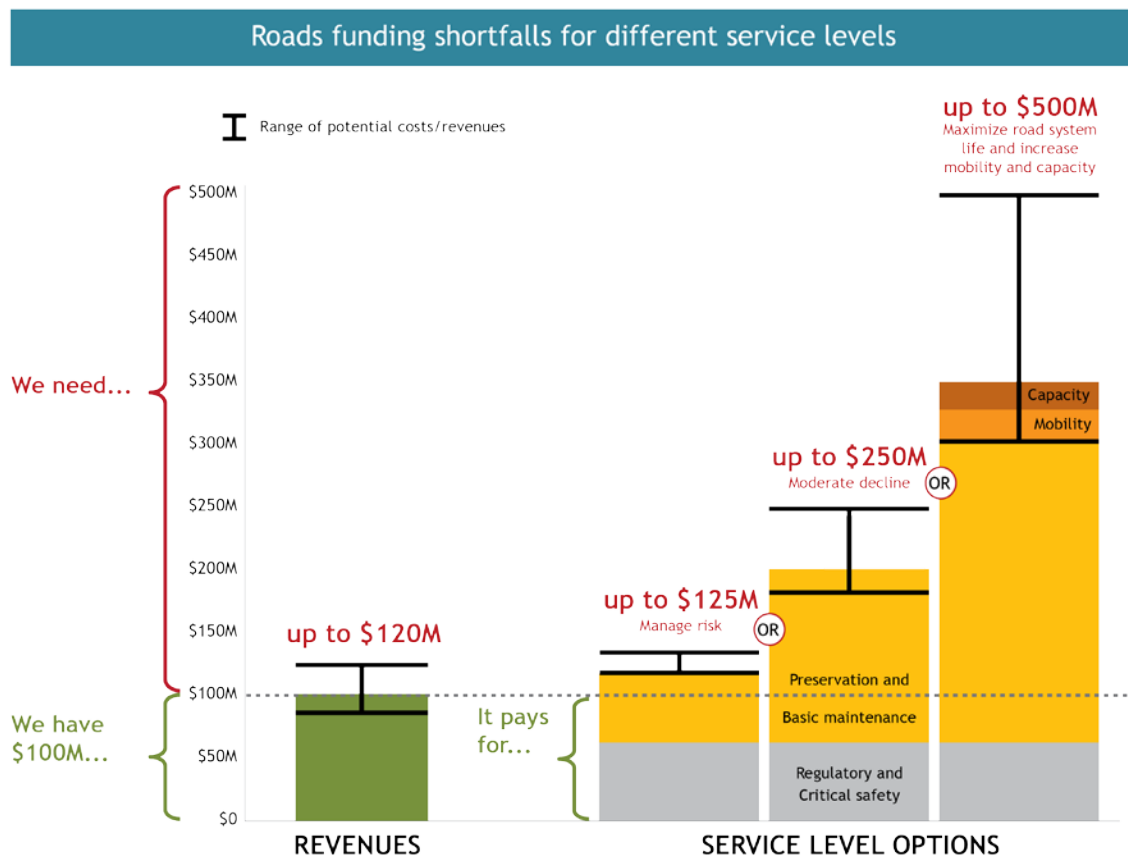 Roads funding shortfalls for different service levels
Range of potential costs/revenues
up to $500M
Maximize road system
life and increase
mobility and capacity
$500M
$450M
$400M
$350M
$300M
$250M
$200M
$150M
$100M
$50M
$0
We need...
We have
$100M...
up to $120M
It pays
for...
up to $125M
Manage risk
OR
up to $250M
Moderate decline
OR
Capacity
Mobility
Preservation and
Basic maintenance
Regulatory and
Critical safety
REVENUES
SERVICE LEVEL OPTIONS